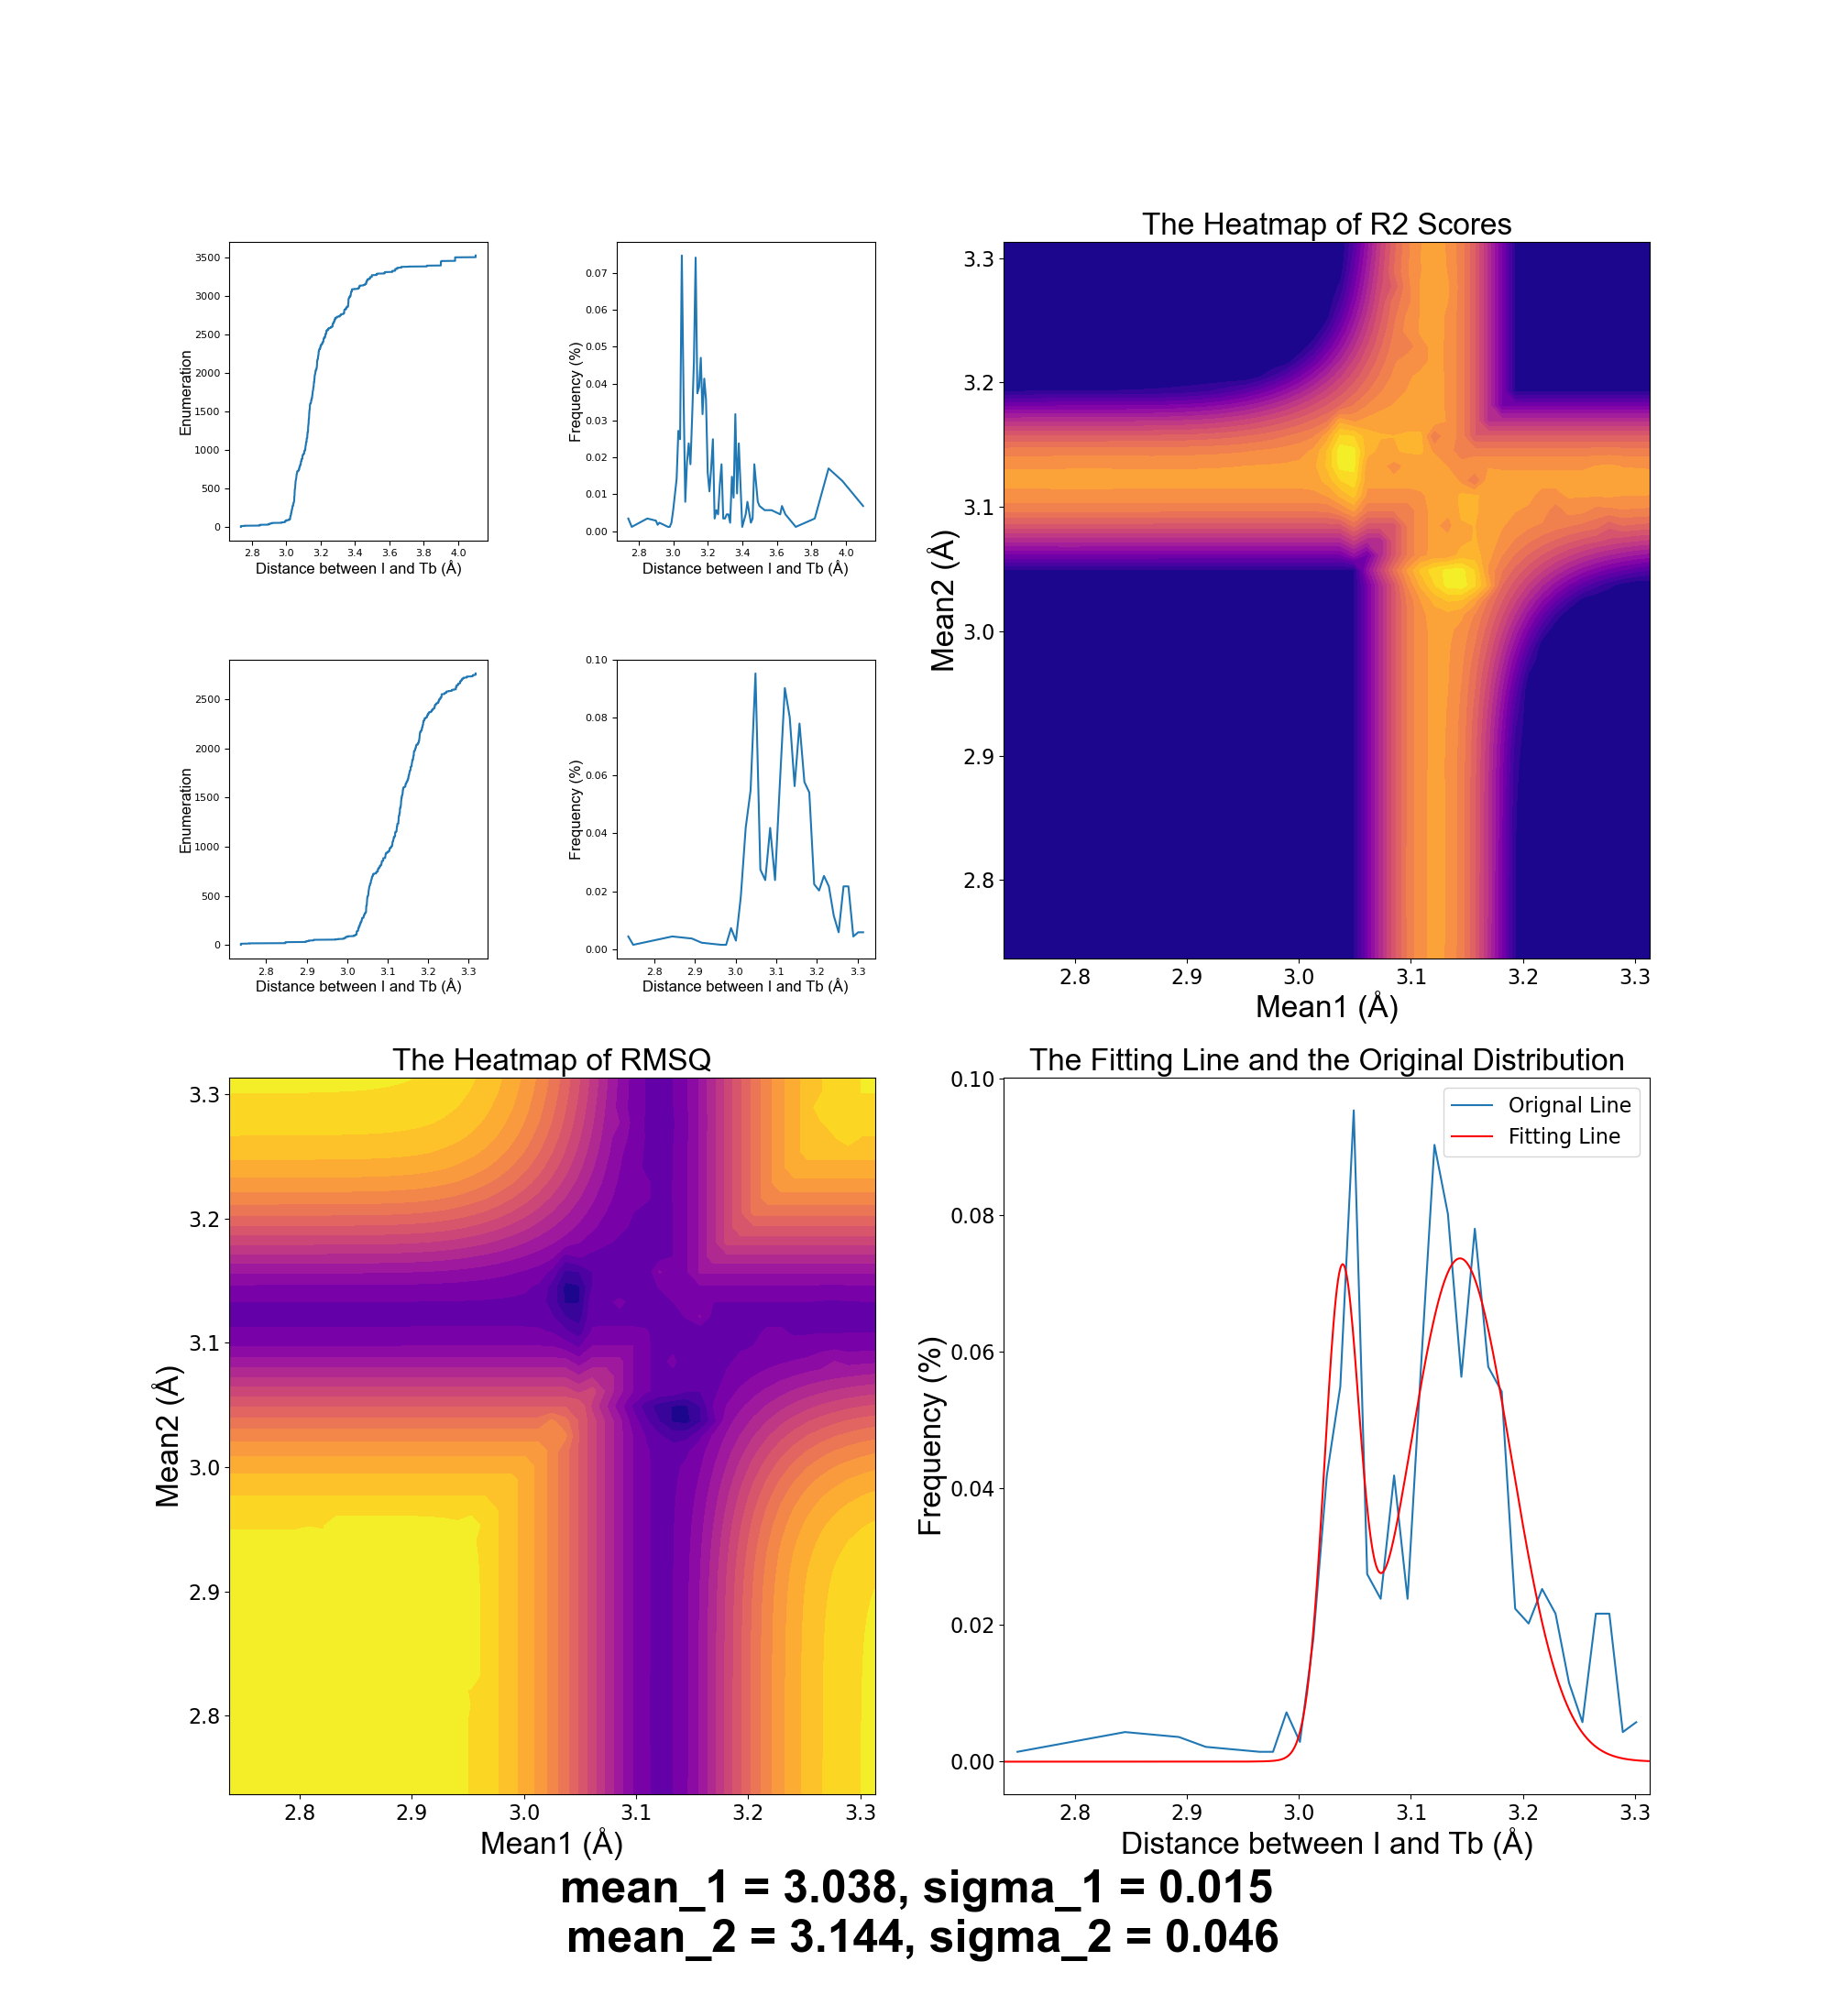 3500
3000
2500
2000
1500
1000
500
0
Enumeration
2.8 3.0 3.2 3.4 3.6 3.8 4.0
Distance between I and Tb (Å)
0.07
0.06
0.05
0.04
0.03
0.02
0.01
0.00
Frequency (%)
2.8 3.0 3.2 3.4 3.6 3.8 4.0
Distance between I and Tb (Å)
2500
2000
1500
1000
500
0
Enumeration
2.8 2.9 3.0 3.1 3.2 3.3
Distance between I and Tb (Å)
0.10
0.08
0.06
0.04
0.02
0.00
Frequency (%)
2.8 2.9 3.0 3.1 3.2 3.3
Distance between I and Tb (Å)
The Heatmap of R2 Scores
3.3
3.2
3.1
3.0
2.9
2.8
Mean2 (Å)
2.8 2.9 3.0 3.1 3.2 3.3
Mean1 (Å)
The Heatmap of RMSQ
3.3
3.2
3.1
3.0
2.9
2.8
Mean2 (Å)
2.8 2.9 3.0 3.1 3.2 3.3
Mean1 (Å)
The Fitting Line and the Original Distribution
Orignal Line
Fitting Line
0.10
0.08
0.06
0.04
0.02
0.00
Frequency (%)
2.8 2.9 3.0 3.1 3.2 3.3
Distance between I and Tb (Å)
mean_1 = 3.038, sigma_1 = 0.015
mean_2 = 3.144, sigma_2 = 0.046